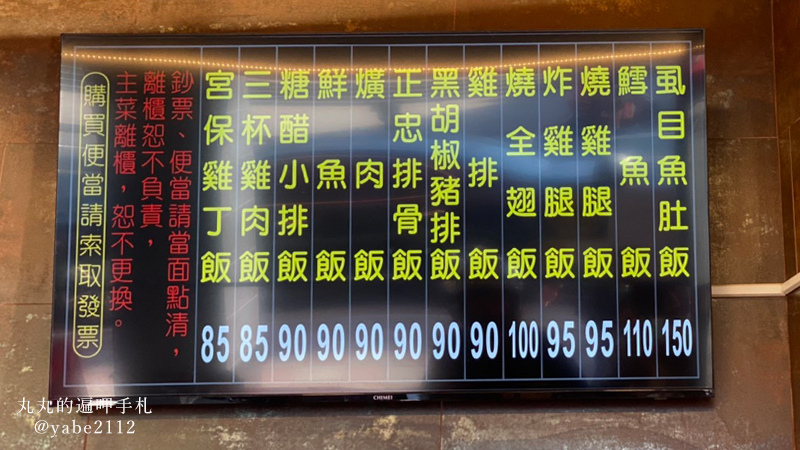 虱目魚肚飯 150
鱈魚飯 110
燒雞腿飯 95
炸雞腿飯 95
燒全翅飯 100
雞排飯 90
黑胡椒豬排飯 90
正忠排骨飯 90
爌肉飯 90
鮮魚飯 90
糖醋小排飯 90
三杯雞肉飯 85
宮保雞丁飯 85
鈔票、便當請當面點清，
離櫃恕不負責，
主菜離櫃，恕不更換。
購買便當請索取發票
CHIMEI
丸丸的遍呷手札
@yabe2112